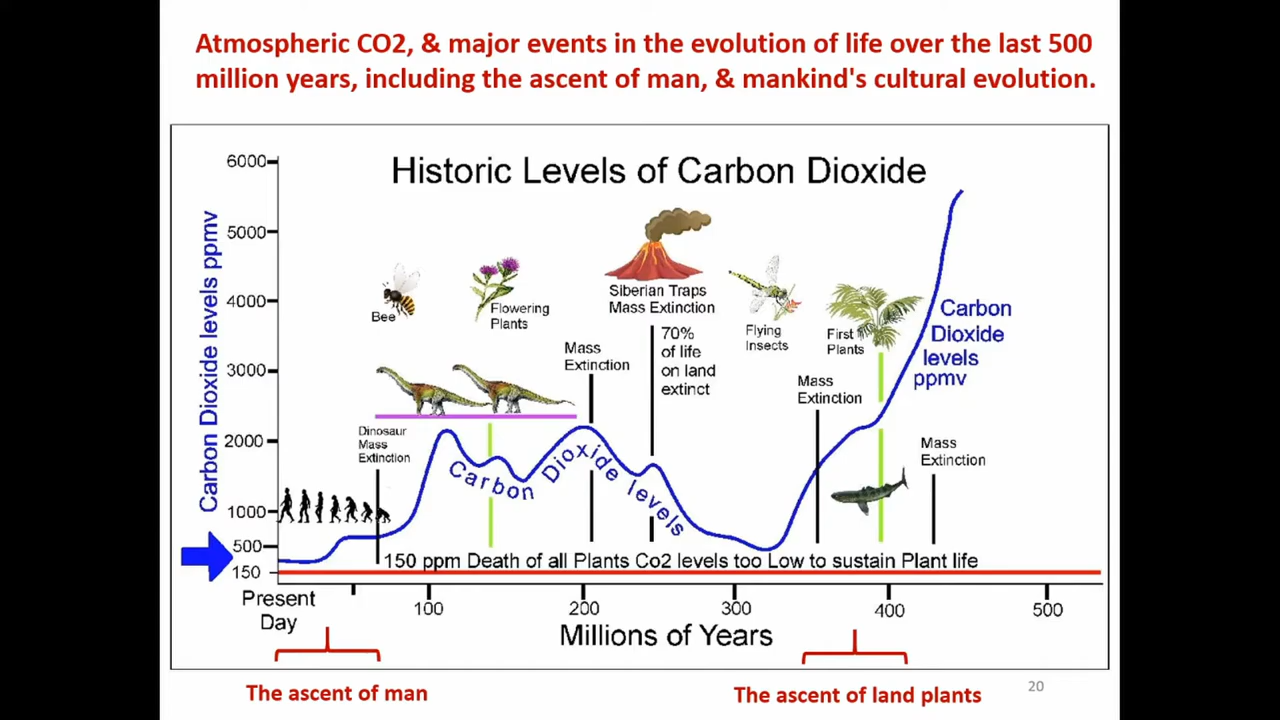 Atmospheric CO2, & major events in the evolution of life over the last 500
million years, including the ascent of man, & mankind's cultural evolution.
Historic Levels of Carbon Dioxide
Carbon Dioxide levels ppmv
6000
5000
4000
3000
2000
1000
500
150
Bee
Flowering
Plants
Siberian Traps
Mass Extinction
70%
of life
on land
extinct
Flying
Insects
First
Plants
Carbon
Dioxide
levels
ppmv
Mass
Extinction
Mass
Extinction
Dinosaur
Mass
Extinction
Mass
Extinction
Carbon Dioxide levels
150 ppm Death of all Plants Co2 levels too Low to sustain Plant life
Present
Day
100
200
300
400
500
Millions of Years
The ascent of man
The ascent of land plants
20